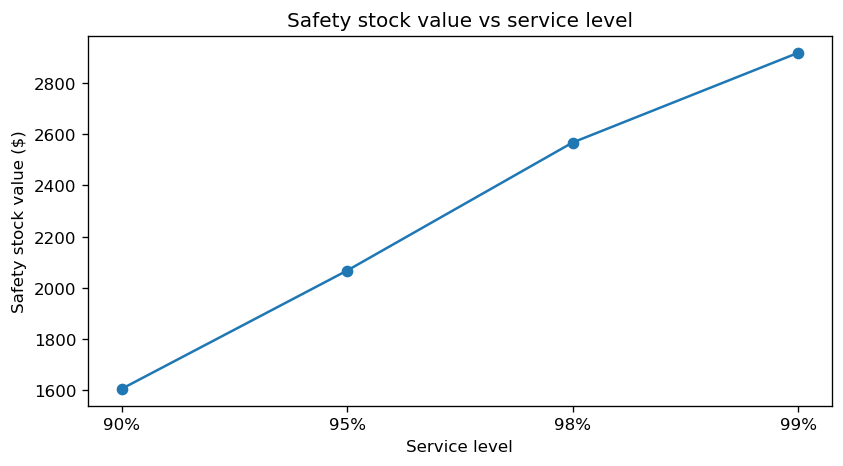 Safety stock value vs service level
Safety stock value ($)
2800
2600
2400
2200
2000
1800
1600
90% 95% 98% 99%
Service level